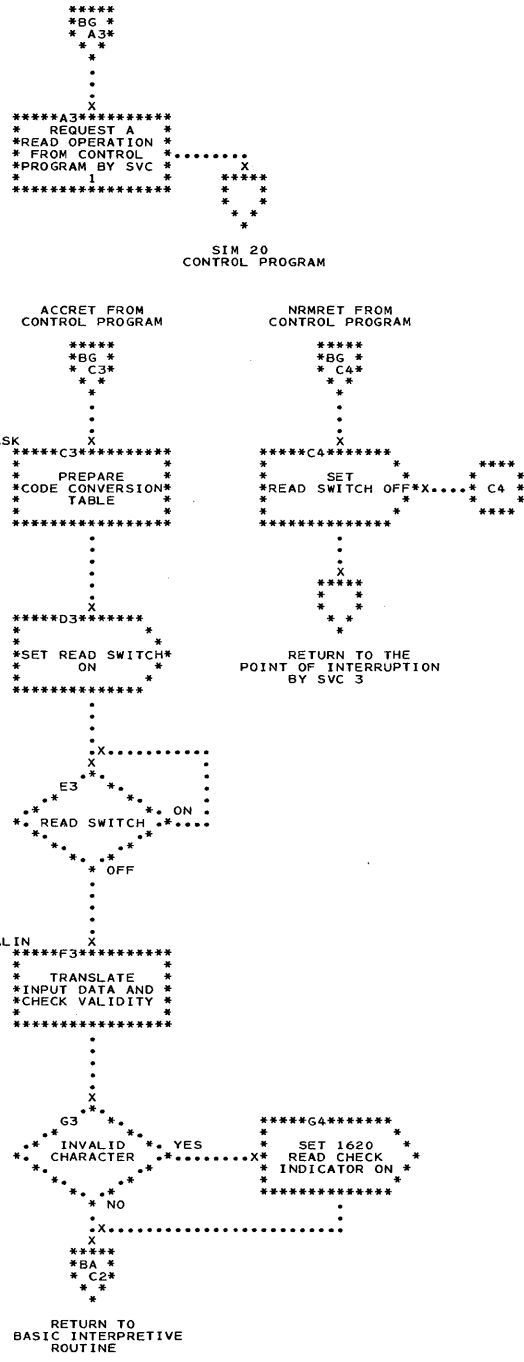 BG
A3
A3
REQUEST A
READ OPERATION
FROM CONTROL
PROGRAM BY SVC
1
SIM 20
CONTROL PROGRAM
ACCRET FROM
CONTROL PROGRAM
BG
C3
NRMRET FROM
CONTROL PROGRAM
BG
C4
ASK
C3
PREPARE
CODE CONVERSION
TABLE
C4
SET
READ SWITCH OFF
C4
RETURN TO THE
POINT OF INTERRUPTION
BY SVC 3
D3
SET READ SWITCH
ON
E3
READ SWITCH
ON
OFF
ALIN
F3
TRANSLATE
INPUT DATA AND
CHECK VALIDITY
G3
INVALID
CHARACTER
YES
NO
G4
SET 1620
READ CHECK
INDICATOR ON
BA
C2
RETURN TO
BASIC INTERPRETIVE
ROUTINE